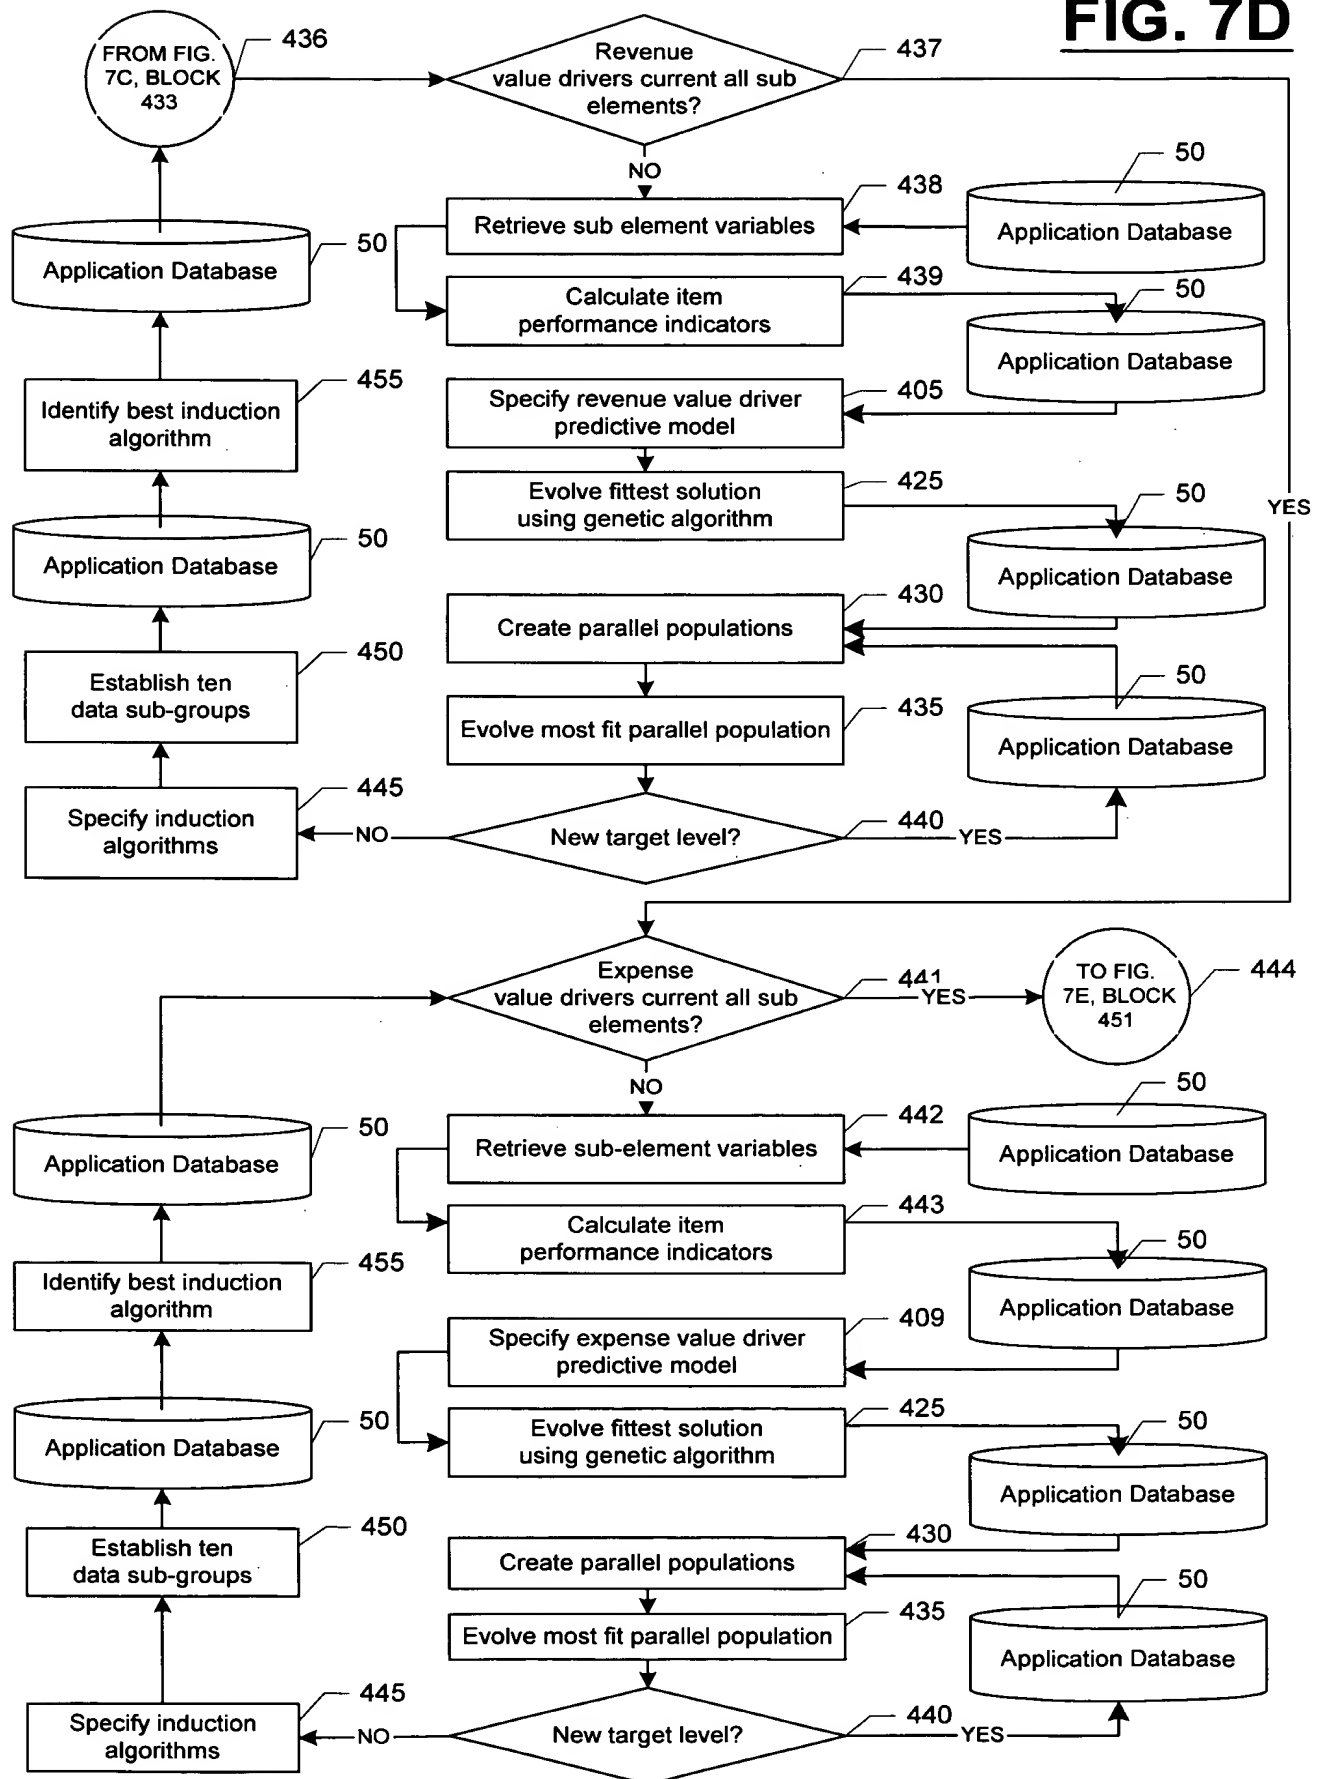 FIG. 7D
FROM FIG.
7C, BLOCK
433
436
Revenue
value drivers current all sub
elements?
437
NO
YES
Retrieve sub element variables
438
50
Application Database
Calculate item
performance indicators
439
50
Application Database
Specify revenue value driver
predictive model
405
Evolve fittest solution
using genetic algorithm
425
50
Application Database
Create parallel populations
430
Evolve most fit parallel population
435
50
Application Database
New target level?
440
YES
NO
Specify induction
algorithms
445
Establish ten
data sub-groups
450
Application Database
50
Identify best induction
algorithm
455
Application Database
50
Expense
value drivers current all sub
elements?
441
YES
TO FIG.
7E, BLOCK
451
444
NO
Retrieve sub-element variables
442
50
Application Database
Calculate item
performance indicators
443
50
Application Database
Specify expense value driver
predictive model
409
Evolve fittest solution
using genetic algorithm
425
50
Application Database
Create parallel populations
430
Evolve most fit parallel population
435
50
Application Database
New target level?
440
YES
NO
Specify induction
algorithms
445
Establish ten
data sub-groups
450
Application Database
50
Identify best induction
algorithm
455
Application Database
50